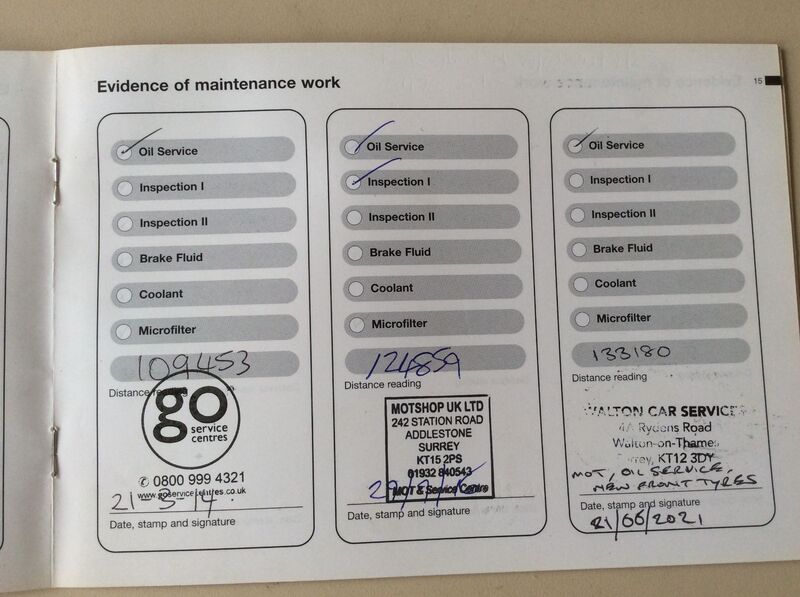 15
Evidence of maintenance work
Oil Service
Inspection I
Inspection II
Brake Fluid
Coolant
Microfilter
109453
Distance reading
go
service
centres
✆ 0800 999 4321
www.goservicecentres.co.uk
21-5-14.
Date, stamp and signature
Oil Service
Inspection I
Inspection II
Brake Fluid
Coolant
Microfilter
124859
Distance reading
MOTSHOP UK LTD
242 STATION ROAD
ADDLESTONE
SURREY
KT15 2PS
01932 840543
MOT & Service Centre
Date, stamp and signature
Oil Service
Inspection I
Inspection II
Brake Fluid
Coolant
Microfilter
133180
Distance reading
WALTON CAR SERVICE
4A Rydens Road
Walton-on-Thames
Surrey, KT12 3DY
MOT, OIL SERVICE,
NEW FRONT TYRES
Date, stamp and signature
21/06/2021